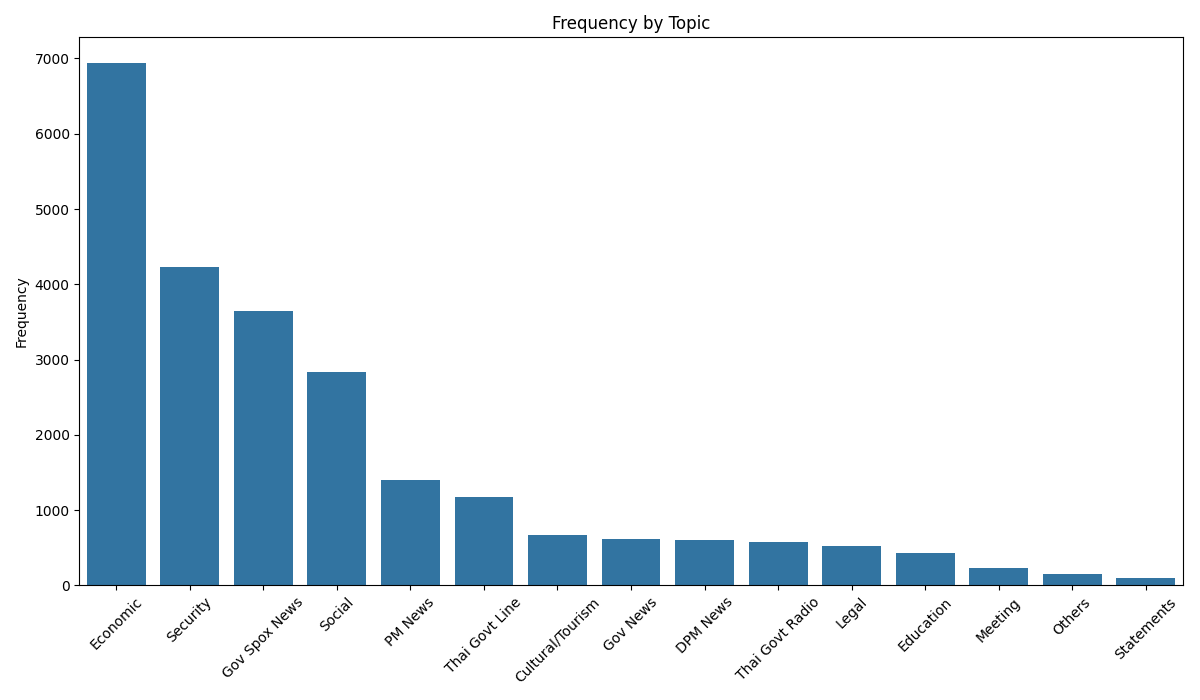 Frequency by Topic
Frequency
7000
6000
5000
4000
3000
2000
1000
0
Economic
Security
Gov Spox News
Social
PM News
Thai Govt Line
Cultural/Tourism
Gov News
DPM News
Thai Govt Radio
Legal
Education
Meeting
Others
Statements